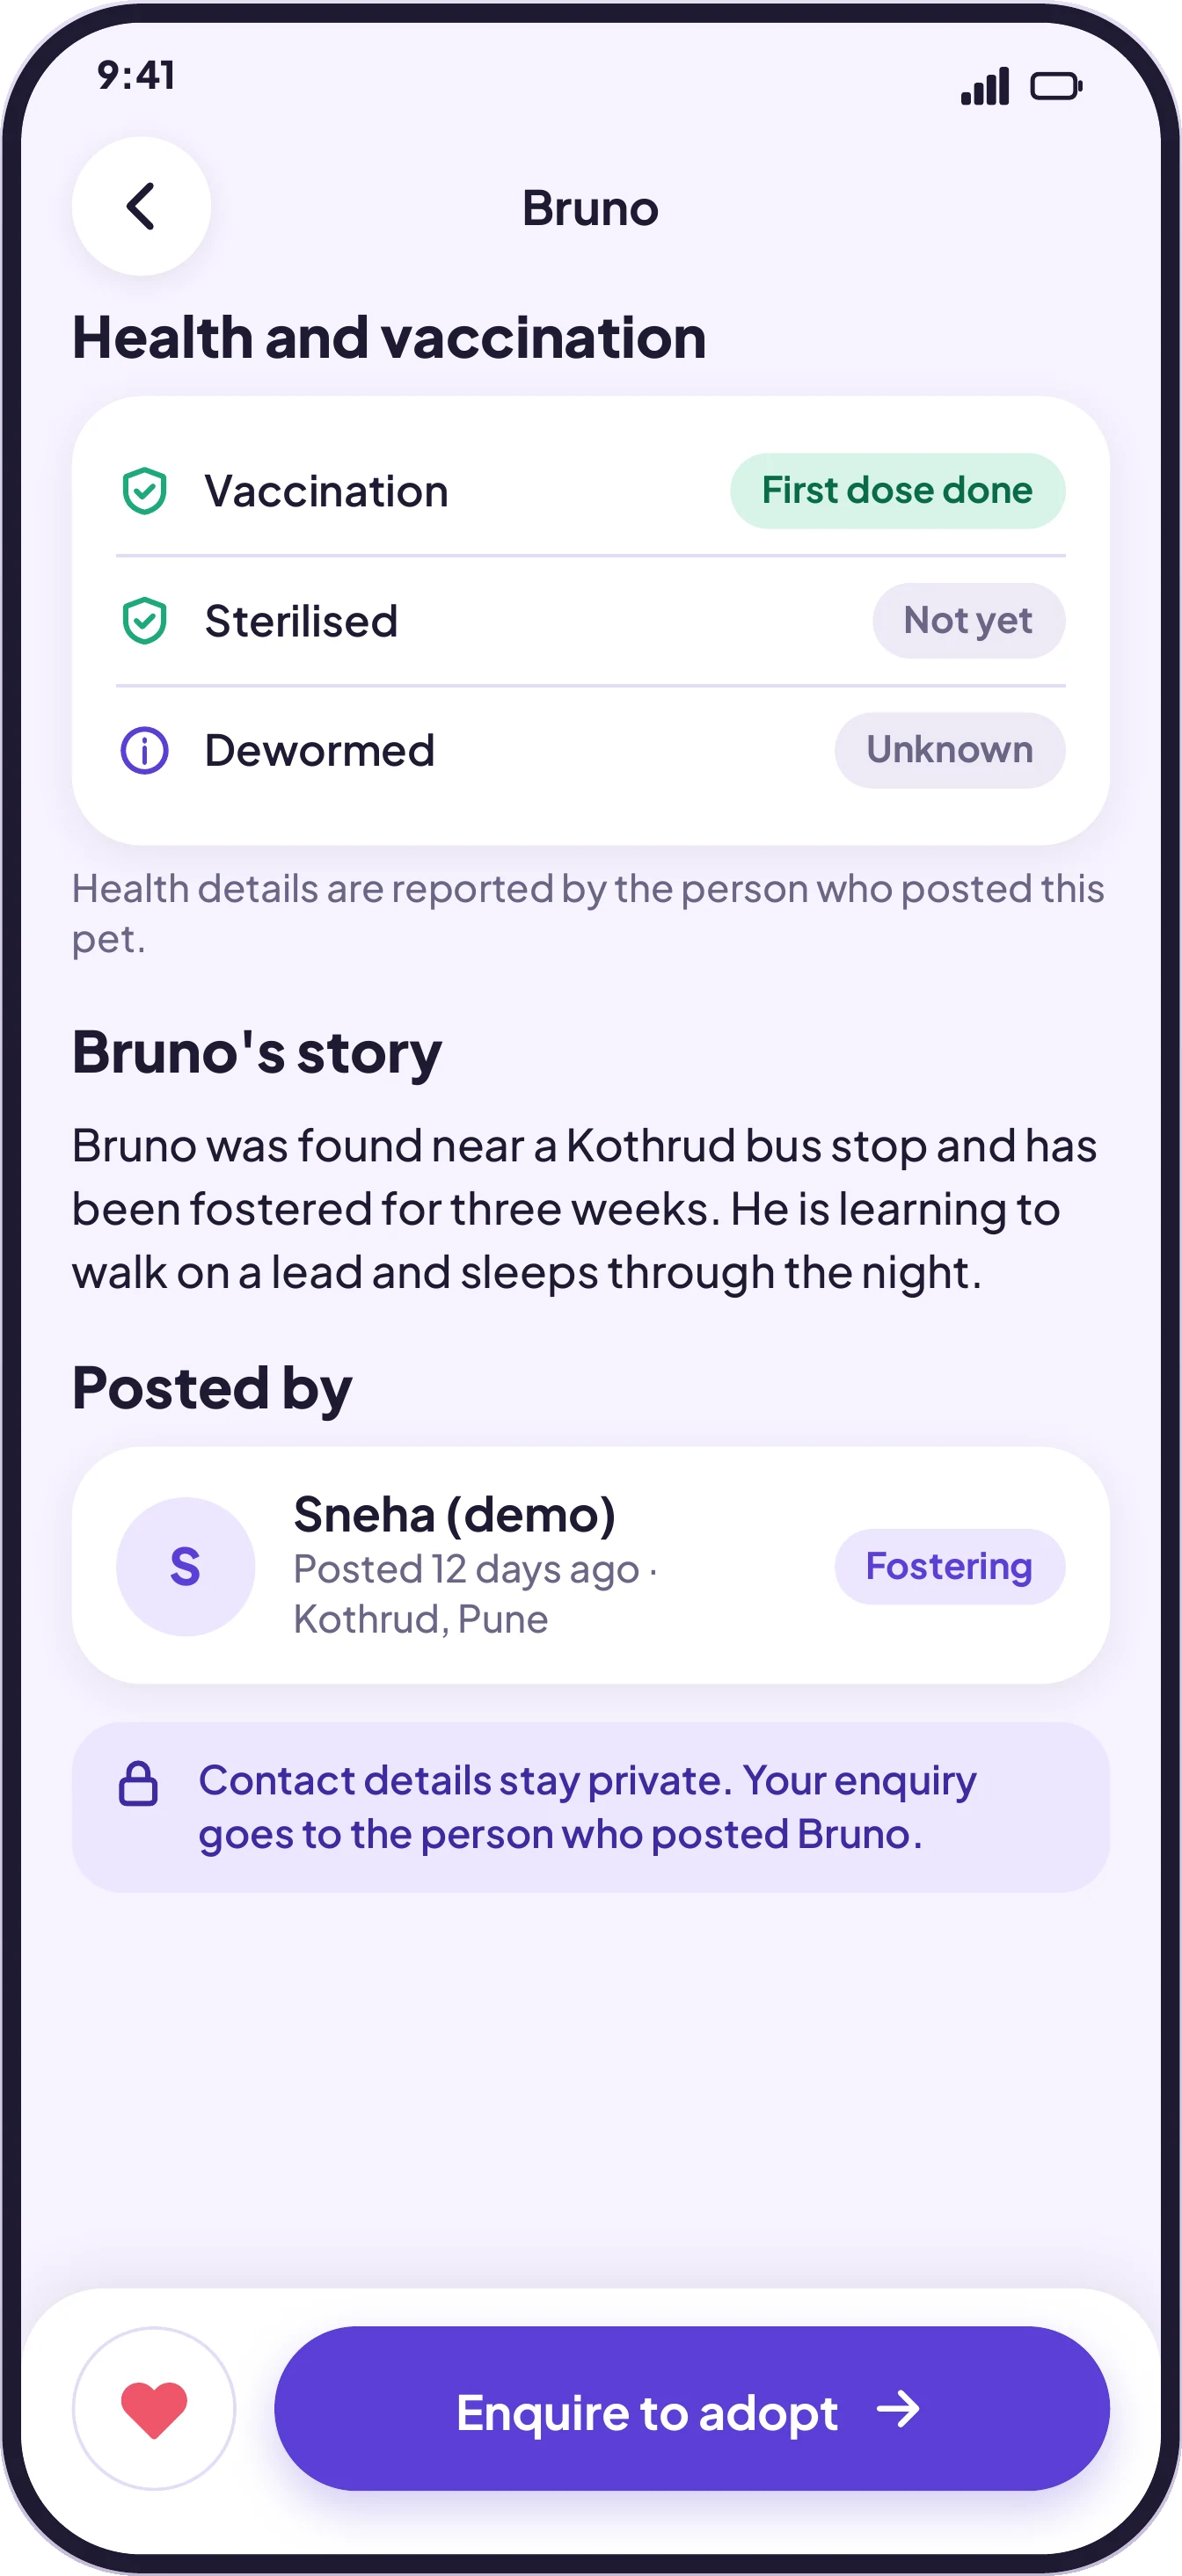 9:41
Bruno
Health and vaccination
Vaccination
First dose done
Sterilised
Not yet
Dewormed
Unknown
Health details are reported by the person who posted this
pet.
Bruno's story
Bruno was found near a Kothrud bus stop and has
been fostered for three weeks. He is learning to
walk on a lead and sleeps through the night.
Posted by
S
Sneha (demo)
Posted 12 days ago ·
Kothrud, Pune
Fostering
Contact details stay private. Your enquiry
goes to the person who posted Bruno.
Enquire to adopt